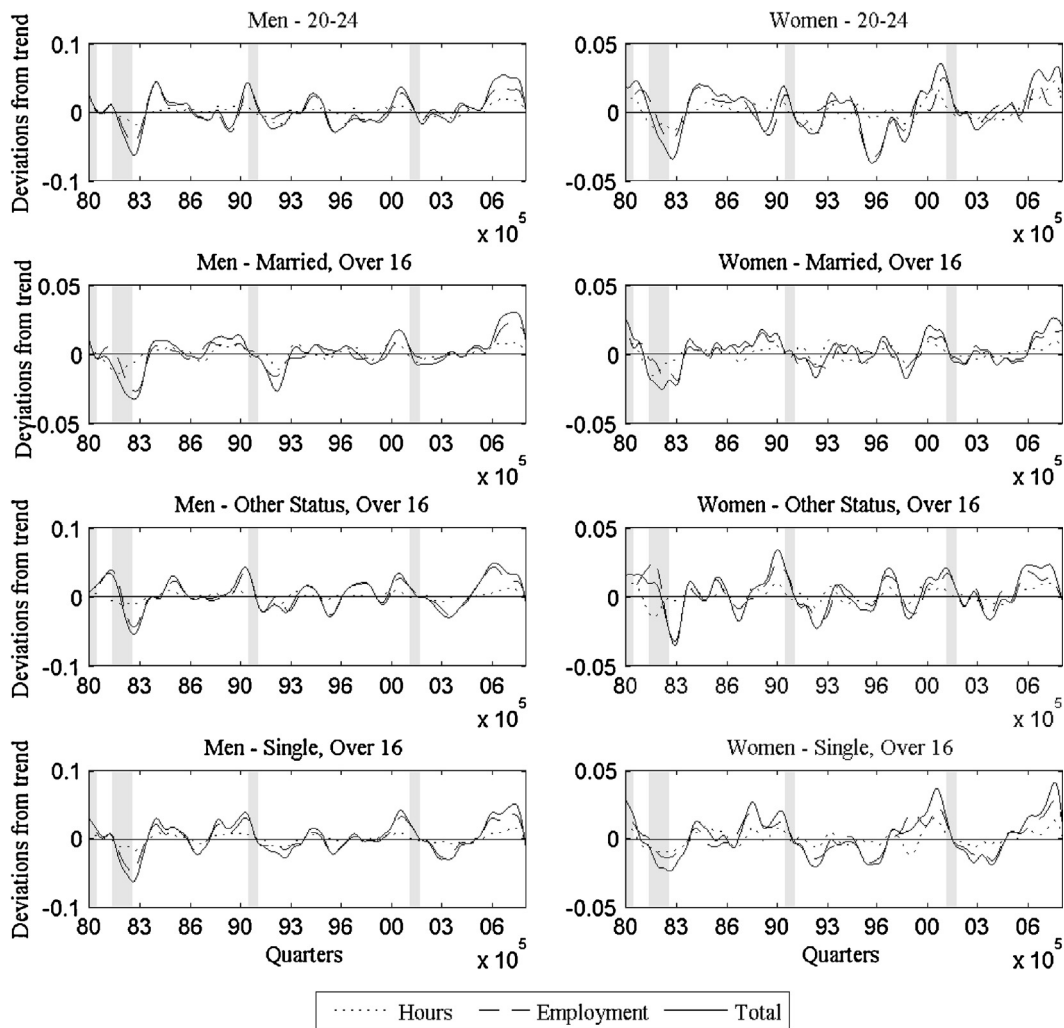 Men - 20-24
Women - 20-24
Deviations from trend
0.1
0
-0.1
80 83 86 90 93 96 00 03 06
x 10^5
0.05
0
-0.05
80 83 86 90 93 96 00 03 06
x 10^5
Men - Married, Over 16
Women - Married, Over 16
Deviations from trend
0.05
0
0.05
80 83 86 90 93 96 00 03 06
x 10^5
0.05
0
-0.05
80 83 86 90 93 96 00 03 06
x 10^5
Men - Other Status, Over 16
Women - Other Status, Over 16
Deviations from trend
0.1
0
-0.1
80 83 86 90 93 96 00 03 06
x 10^5
0.05
0
-0.05
80 83 86 90 93 96 00 03 06
x 10^5
Men - Single, Over 16
Women - Single, Over 16
Deviations from trend
0.1
0
-0.1
80 83 86 90 93 96 00 03 06
Quarters
x 10^5
0.05
0
-0.05
80 83 86 90 93 96 00 03 06
Quarters
x 10^5
Hours Employment Total